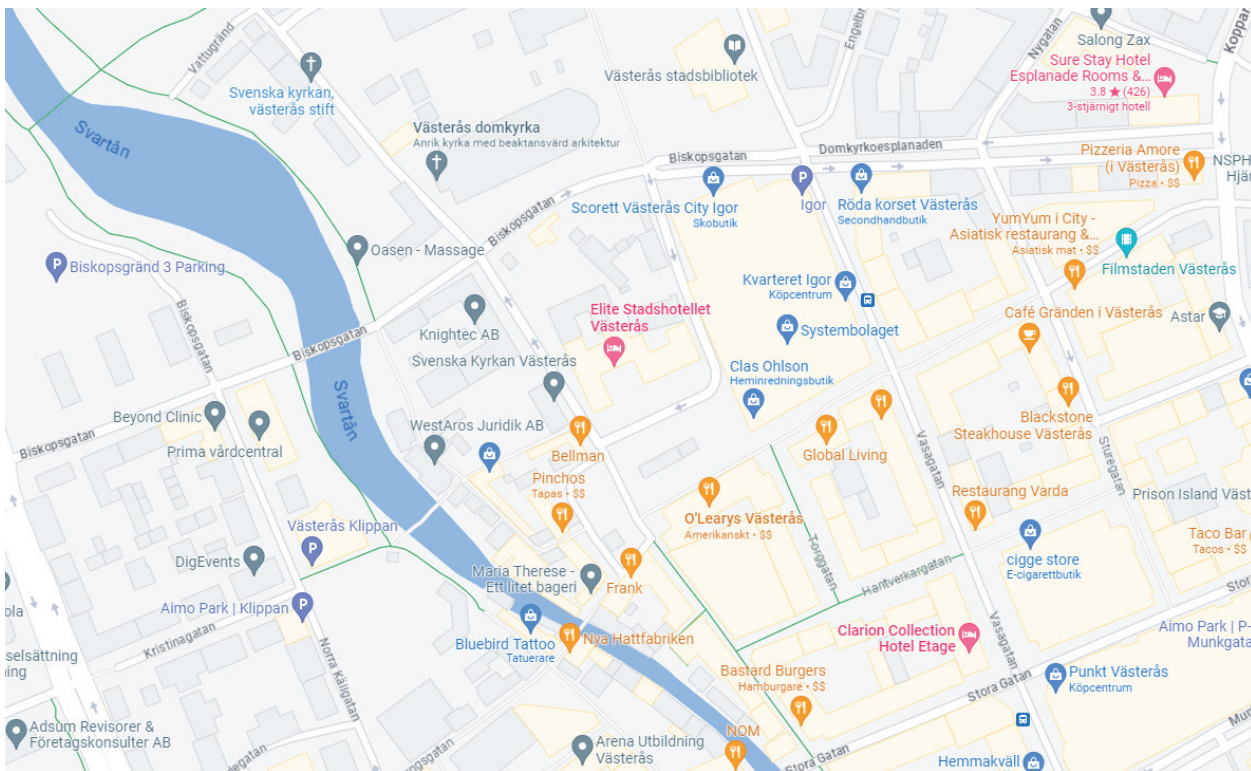 Vattugränd
Svenska kyrkan,
västerås stift
Västerås stadsbibliotek
Nygatan
Salong Zax
Sure Stay Hotel
Esplanade Rooms &...
3.8 ★ (426)
3-stjärnigt hotell
Svartån
Västerås domkyrka
Anrik kyrka med beaktansvärd arkitektur
Biskopsgatan
Domkyrkoesplanaden
Pizzeria Amore
(i Västerås)
Pizza • $$
Scorett Västerås City Igor
Skobutik
Igor
Röda korset Västerås
Secondhandbutik
YumYum i City -
Asiatisk restaurang &...
Asiatisk mat • $$
Filmstaden Västerås
Biskopsgatan
Oasen - Massage
Biskopsgränd 3 Parking
Kvarteret Igor
Köpcentrum
Elite Stadshotellet
Västerås
Systembolaget
Café Gränden i Västerås
Astar
Knightec AB
Biskopsgatan
Biskopsgatan
Svenska Kyrkan Västerås
Clas Ohlson
Heminredningsbutik
Svartån
Beyond Clinic
Prima vårdcentral
WestAros Juridik AB
Bellman
Global Living
Blackstone
Steakhouse Västerås
Vasagatan
Sturegatan
Biskopsgatan
Pinchos
Tapas • $$
O'Learys Västerås
Amerikanskt • $$
Restaurang Varda
Prison Island Väst
Västerås Klippan
Torggatan
Taco Bar
Tacos • $$
DigEvents
Maria Therese -
Ett litet bageri
Frank
Hantverkargatan
cigge store
E-cigarettbutik
Aimo Park | Klippan
Kristinagatan
Bluebird Tattoo
Tatuerare
Nya Hattfabriken
Clarion Collection
Hotel Etage
Vasagatan
Aimo Park | P-
Munkgata
Norra Källgatan
Bastard Burgers
Hamburgare • $$
Stora Gatan
Punkt Västerås
Köpcentrum
Adsum Revisorer &
Företagskonsulter AB
NOM
Arena Utbildning
Västerås
Stora Gatan
Hemmakväll